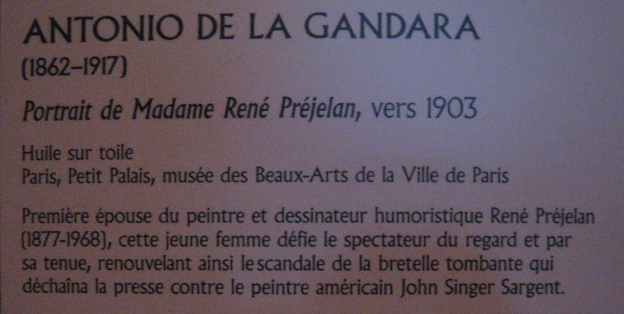 ANTONIO DE LA GANDARA
(1862–1917)
Portrait de Madame René Préjelan, vers 1903
Huile sur toile
Paris, Petit Palais, musée des Beaux-Arts de la Ville de Paris
Première épouse du peintre et dessinateur humoristique René Préjelan
(1877-1968), cette jeune femme défie le spectateur du regard et par
sa tenue, renouvelant ainsi le scandale de la bretelle tombante qui
déchaîna la presse contre le peintre américain John Singer Sargent.